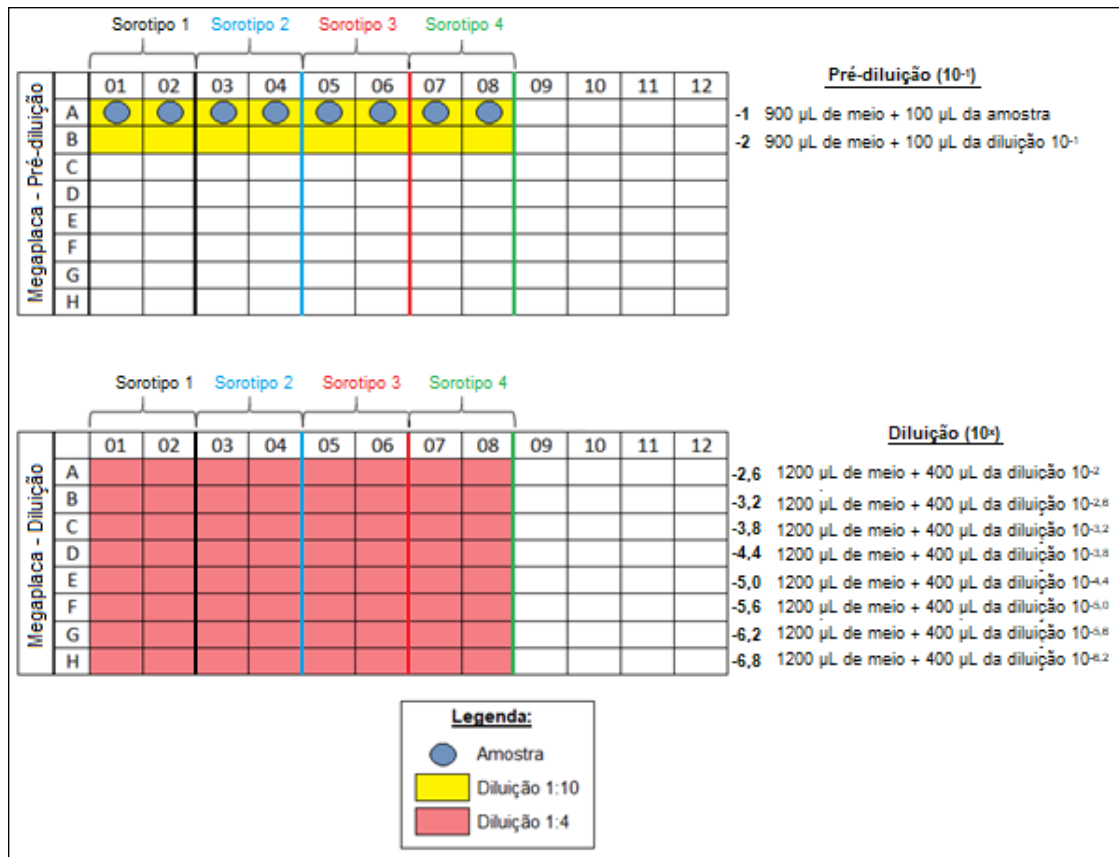 Sorotipo 1 Sorotipo 2 Sorotipo 3 Sorotipo 4
Megaplaca - Pré-diluição
01 02 03 04 05 06 07 08 09 10 11 12
A
B
C
D
E
F
G
H
Pré-diluição (10⁻¹)
-1 900 µL de meio + 100 µL da amostra
-2 900 µL de meio + 100 µL da diluição 10⁻¹
Sorotipo 1 Sorotipo 2 Sorotipo 3 Sorotipo 4
Megaplaca - Diluição
01 02 03 04 05 06 07 08 09 10 11 12
A
B
C
D
E
F
G
H
Diluição (10ˣ)
-2,6 1200 µL de meio + 400 µL da diluição 10⁻²
-3,2 1200 µL de meio + 400 µL da diluição 10⁻²,⁶
-3,8 1200 µL de meio + 400 µL da diluição 10⁻³,²
-4,4 1200 µL de meio + 400 µL da diluição 10⁻³,⁸
-5,0 1200 µL de meio + 400 µL da diluição 10⁻⁴,⁴
-5,6 1200 µL de meio + 400 µL da diluição 10⁻⁵,⁰
-6,2 1200 µL de meio + 400 µL da diluição 10⁻⁵,⁶
-6,8 1200 µL de meio + 400 µL da diluição 10⁻⁶,²
Legenda:
Amostra
Diluição 1:10
Diluição 1:4